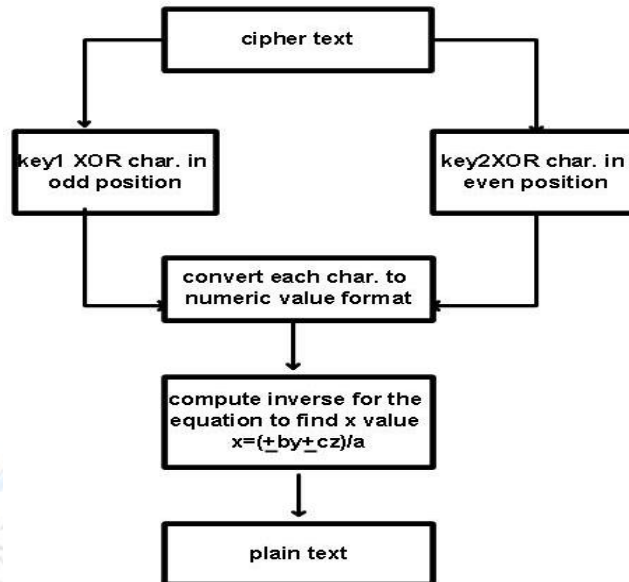 cipher text
key1 XOR char. in
odd position
key2XOR char. in
even position
convert each char. to
numeric value format
compute inverse for the
equation to find x value
x=(±by±cz)/a
plain text